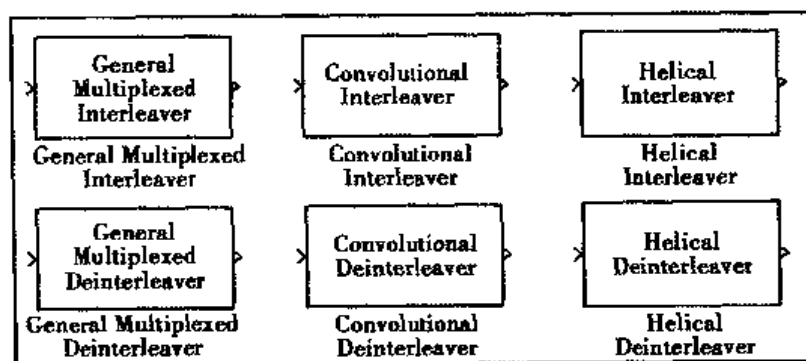 General
Multiplexed
Interleaver
General Multiplexed
Interleaver
Convolutional
Interleaver
Convolutional
Interleaver
Helical
Interleaver
Helical
Interleaver
General
Multiplexed
Deinterleaver
General Multiplexed
Deinterleaver
Convolutional
Deinterleaver
Convolutional
Deinterleaver
Helical
Deinterleaver
Helical
Deinterleaver